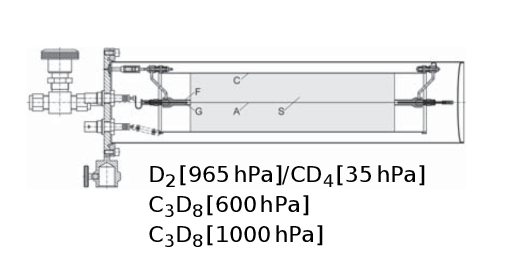 C
F
G
A
S
D₂[965 hPa]/CD₄[35 hPa]
C₃D₈[600 hPa]
C₃D₈[1000 hPa]